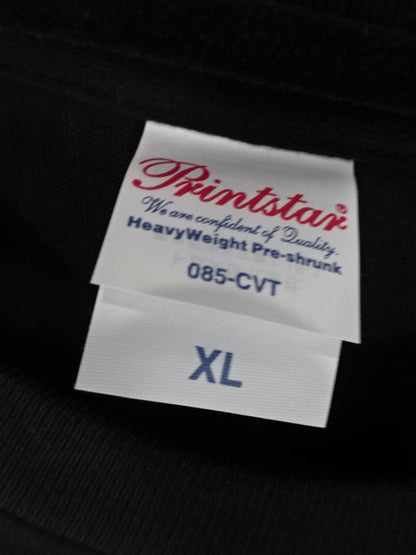 Printstar®
We are confident of Quality.
HeavyWeight Pre-shrunk
085-CVT
XL